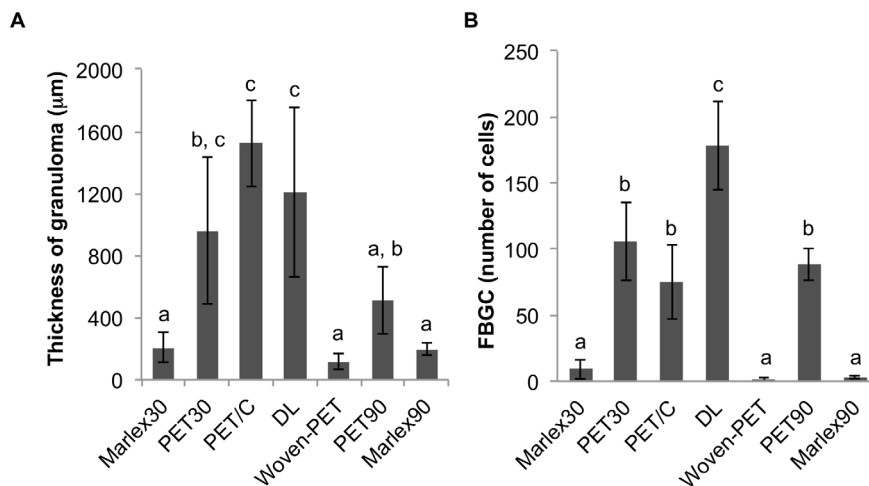 A
Thickness of granuloma (μm)
2000
1600
1200
800
400
0
a
b, c
c
c
a
a, b
a
Marlex30
PET30
PET/C
DL
Woven-PET
PET90
Marlex90
B
FBGC (number of cells)
250
200
150
100
50
0
a
b
b
c
a
b
a
Marlex30
PET30
PET/C
DL
Woven-PET
PET90
Marlex90